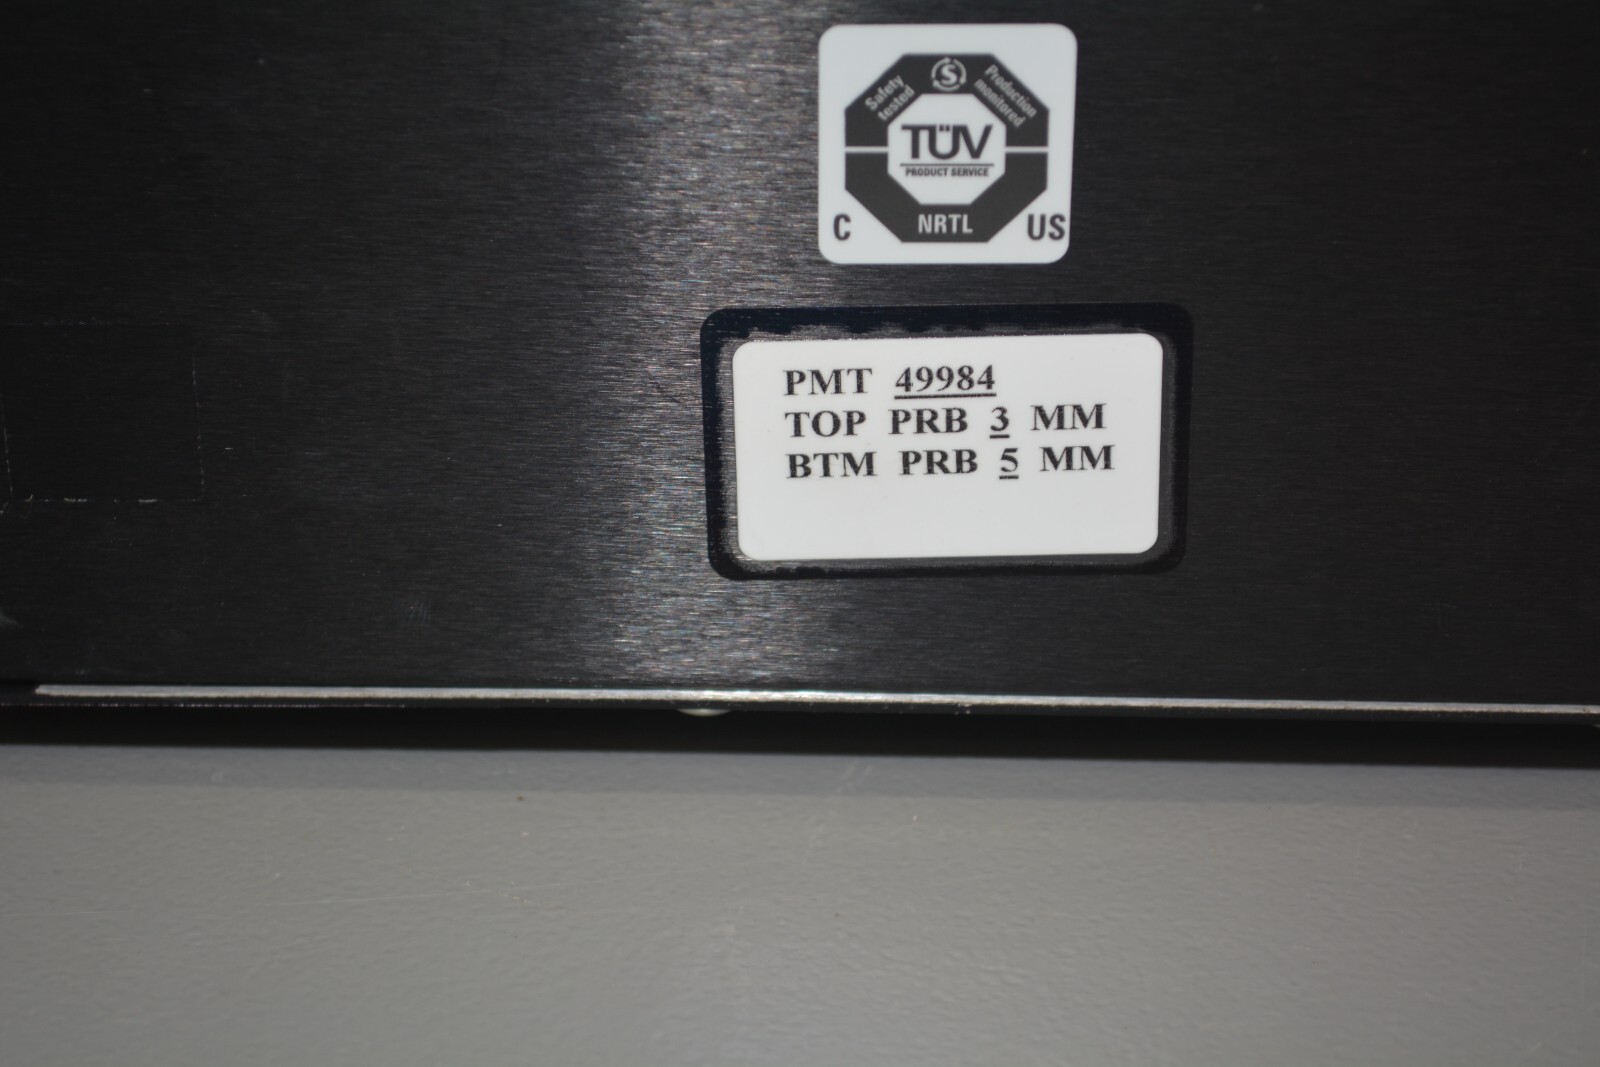 Safety tested
S
Production monitored
TÜV
PRODUCT SERVICE
C
NRTL
US
PMT 49984
TOP PRB 3 MM
BTM PRB 5 MM